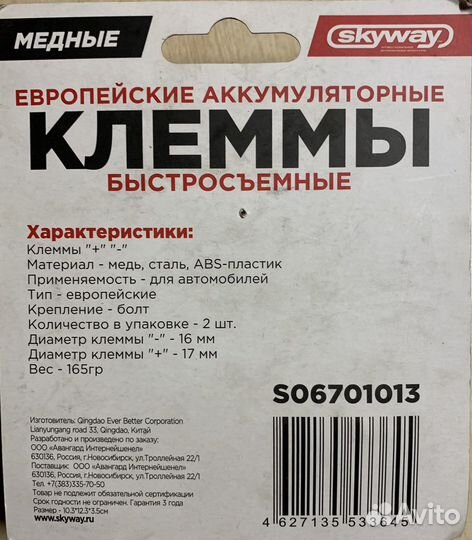 МЕДНЫЕ
skyway
ЕВРОПЕЙСКИЕ АККУМУЛЯТОРНЫЕ
КЛЕММЫ
БЫСТРОСЪЕМНЫЕ
Характеристики:
Клеммы "+" "-"
Материал - медь, сталь, ABS-пластик
Применяемость - для автомобилей
Тип - европейские
Крепление - болт
Количество в упаковке - 2 шт.
Диаметр клеммы "-" - 16 мм
Диаметр клеммы "+" - 17 мм
Вес - 165гр
S06701013
Изготовитель: Qingdao Ever Better Corporation
Lianyungang road 33, Qingdao, Китай
Разработано и произведено по заказу:
ООО «Авангард Интернейшенел»
630136, Россия, г.Новосибирск, ул.Троллейная 22/1
Поставщик: ООО «Авангард Интернейшенел»
630136, Россия, г.Новосибирск, ул.Троллейная 22/1
Тел. +7(383)335-70-50
Товар не подлежит обязательной сертификации
Срок годности не ограничен. Гарантия 3 года
Размер - 10.3*12.3*3.5см
www.skyway.ru
4 627135 533645
Avito